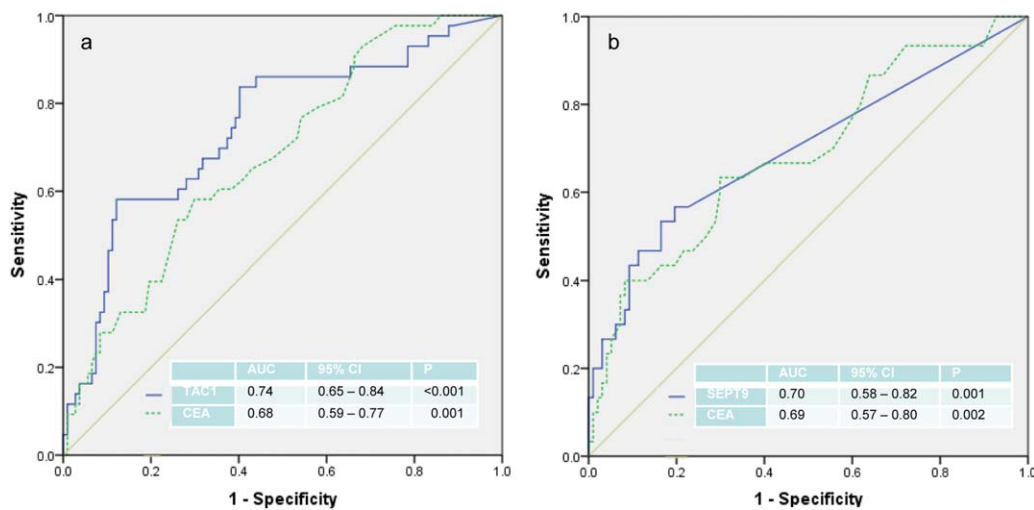 a
1.0
0.8
0.6
0.4
0.2
0.0
Sensitivity
0.0 0.2 0.4 0.6 0.8 1.0
1 - Specificity
AUC 95% CI P
TAC1 0.74 0.65 – 0.84 <0.001
CEA 0.68 0.59 – 0.77 0.001
b
1.0
0.8
0.6
0.4
0.2
0.0
Sensitivity
0.0 0.2 0.4 0.6 0.8 1.0
1 - Specificity
AUC 95% CI P
SEPT9 0.70 0.58 – 0.82 0.001
CEA 0.69 0.57 – 0.80 0.002